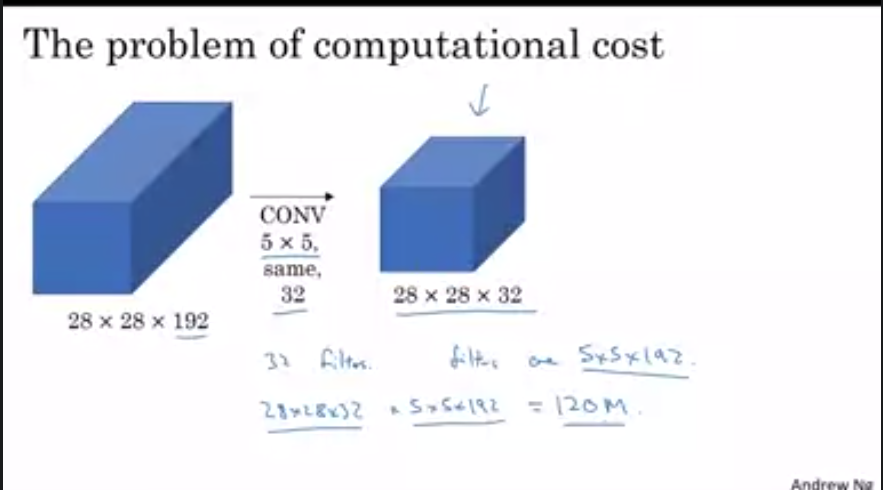 The problem of computational cost
CONV
5 × 5,
same,
32
28 × 28 × 192
28 × 28 × 32
32 filters. filters are 5×5×192.
28×28×32 × 5×5×192 = 120M.
Andrew Ng